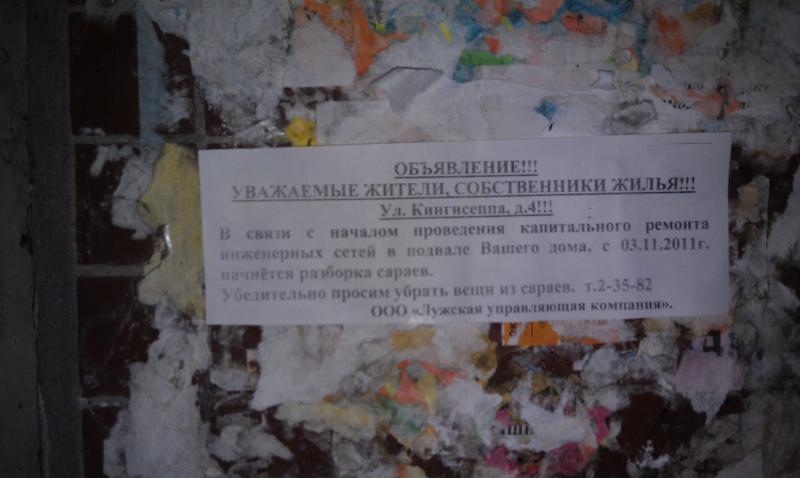 ОБЪЯВЛЕНИЕ!!!
УВАЖАЕМЫЕ ЖИТЕЛИ, СОБСТВЕННИКИ ЖИЛЬЯ!!!
Ул. Кингисеппа, д.4!!!
В связи с началом проведения капитального ремонта
инженерных сетей в подвале Вашего дома, с 03.11.2011г.
начнётся разборка сараев.
Убедительно просим убрать вещи из сараев. т.2-35-82
ООО «Лужская управляющая компания».